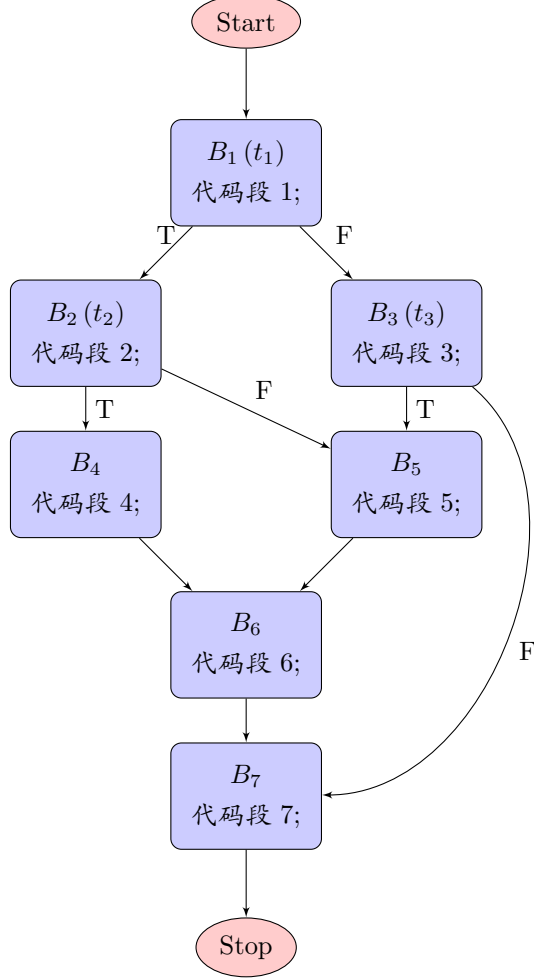 Start
B₁ (t₁)
代码段 1;
T
F
B₂ (t₂)
代码段 2;
B₃ (t₃)
代码段 3;
T
F
T
B₄
代码段 4;
B₅
代码段 5;
B₆
代码段 6;
F
B₇
代码段 7;
Stop